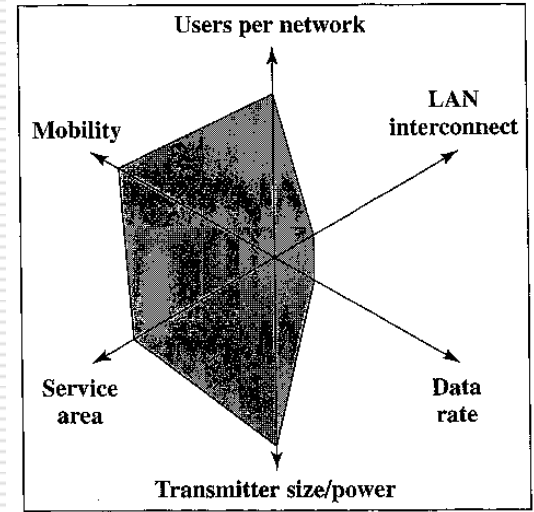 Users per network
LAN
interconnect
Mobility
Service
area
Data
rate
Transmitter size/power